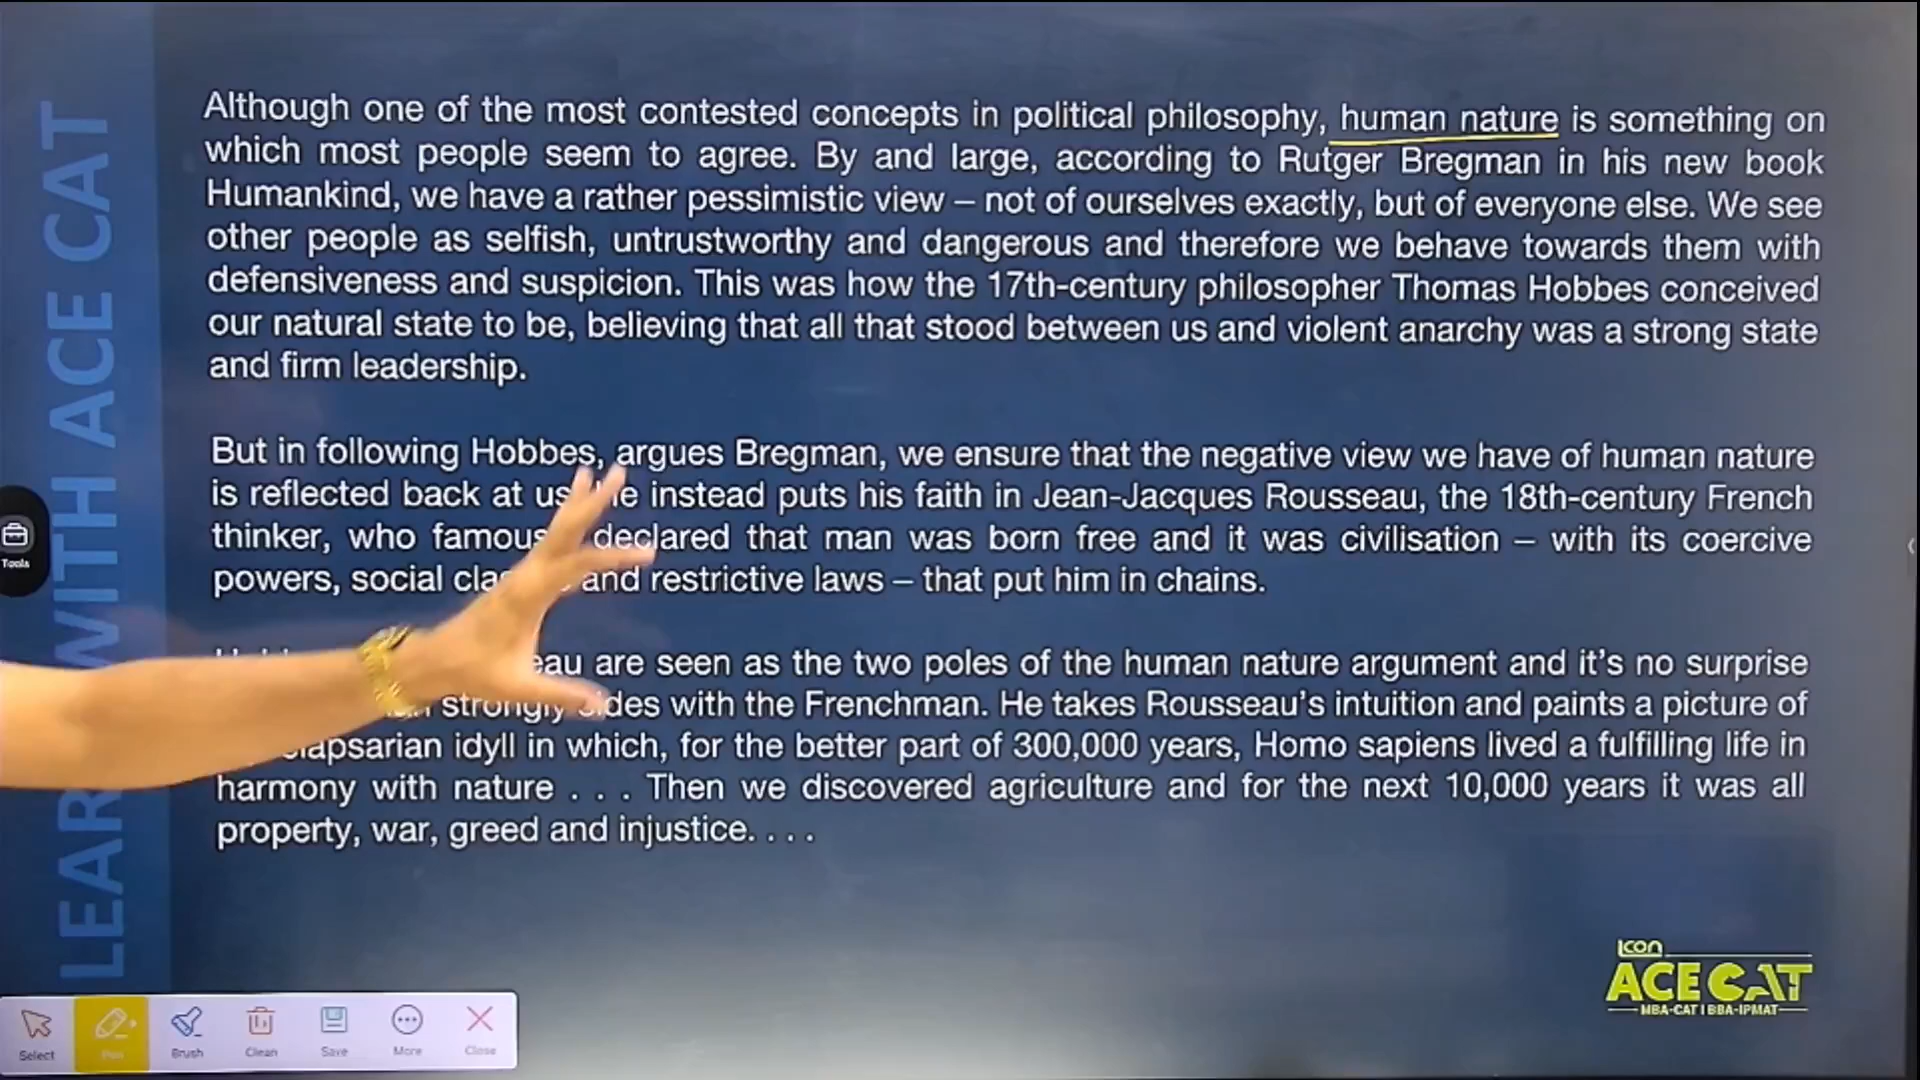 LEARN WITH ACE CAT
Although one of the most contested concepts in political philosophy, human nature is something on
which most people seem to agree. By and large, according to Rutger Bregman in his new book
Humankind, we have a rather pessimistic view – not of ourselves exactly, but of everyone else. We see
other people as selfish, untrustworthy and dangerous and therefore we behave towards them with
defensiveness and suspicion. This was how the 17th-century philosopher Thomas Hobbes conceived
our natural state to be, believing that all that stood between us and violent anarchy was a strong state
and firm leadership.
But in following Hobbes, argues Bregman, we ensure that the negative view we have of human nature
is reflected back at us. instead puts his faith in Jean-Jacques Rousseau, the 18th-century French
thinker, who declared that man was born free and it was civilisation – with its coercive
powers, social and restrictive laws – that put him in chains.
are seen as the two poles of the human nature argument and it's no surprise
strongly sides with the Frenchman. He takes Rousseau's intuition and paints a picture of
idyll in which, for the better part of 300,000 years, Homo sapiens lived a fulfilling life in
harmony with nature . . . Then we discovered agriculture and for the next 10,000 years it was all
property, war, greed and injustice. . . .
Tools
Select Pen Brush Clean Save More Close
icon
ACE CAT
MBA-CAT | BBA-IPMAT